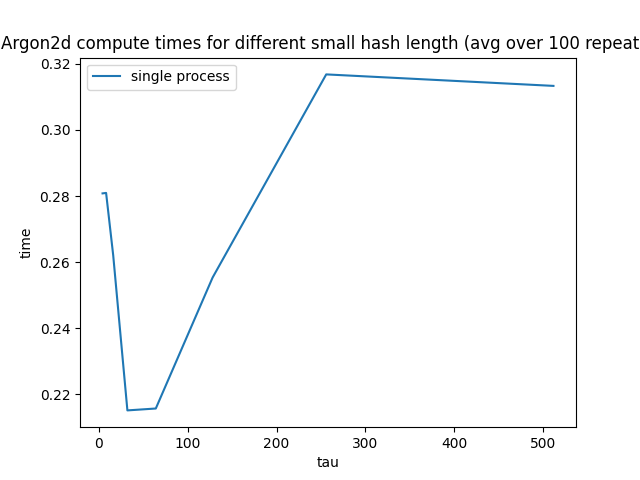 Argon2d compute times for different small hash length (avg over 100 repeat
single process
0.32
0.30
0.28
0.26
0.24
0.22
time
0 100 200 300 400 500
tau